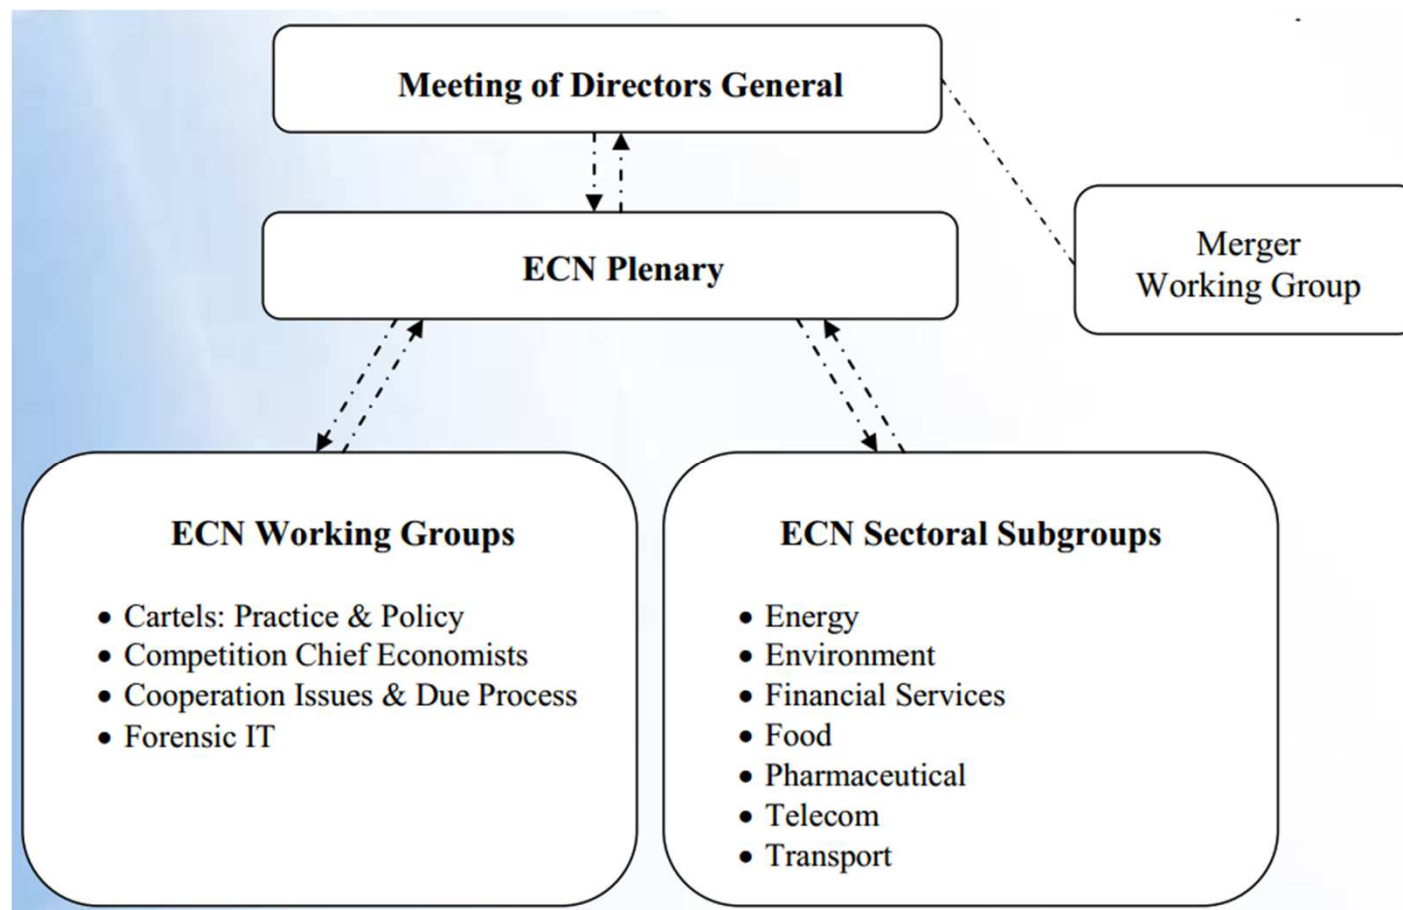 Meeting of Directors General
Merger
Working Group
ECN Plenary
ECN Working Groups
• Cartels: Practice & Policy
• Competition Chief Economists
• Cooperation Issues & Due Process
• Forensic IT
ECN Sectoral Subgroups
• Energy
• Environment
• Financial Services
• Food
• Pharmaceutical
• Telecom
• Transport